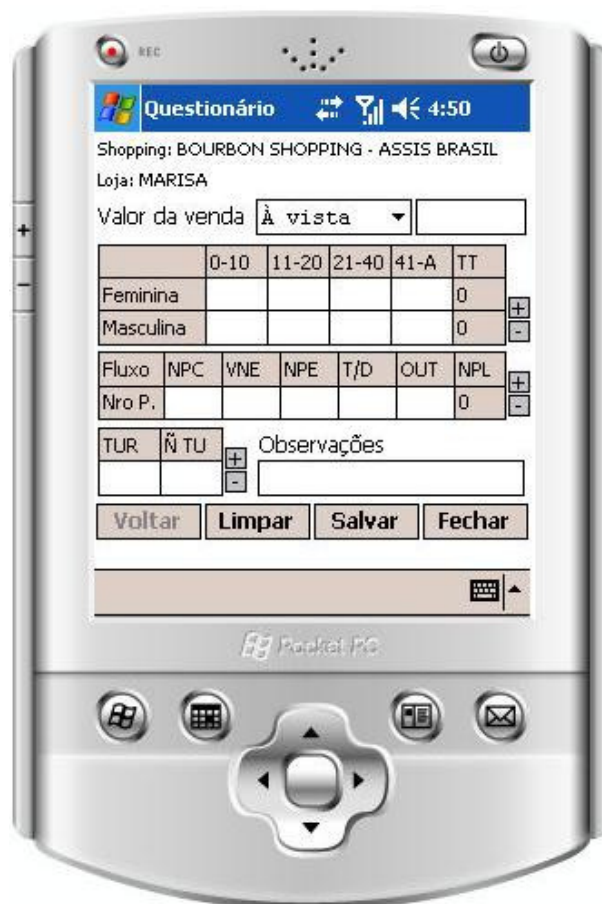 REC
Questionário 4:50
Shopping: BOURBON SHOPPING - ASSIS BRASIL
Loja: MARISA
Valor da venda À vista
0-10 11-20 21-40 41-A TT
Feminina 0 +
Masculina 0 -
Fluxo NPC VNE NPE T/D OUT NPL +
Nro P. 0 -
TUR Ñ TU + Observações
-
Voltar Limpar Salvar Fechar
Pocket PC
+
-